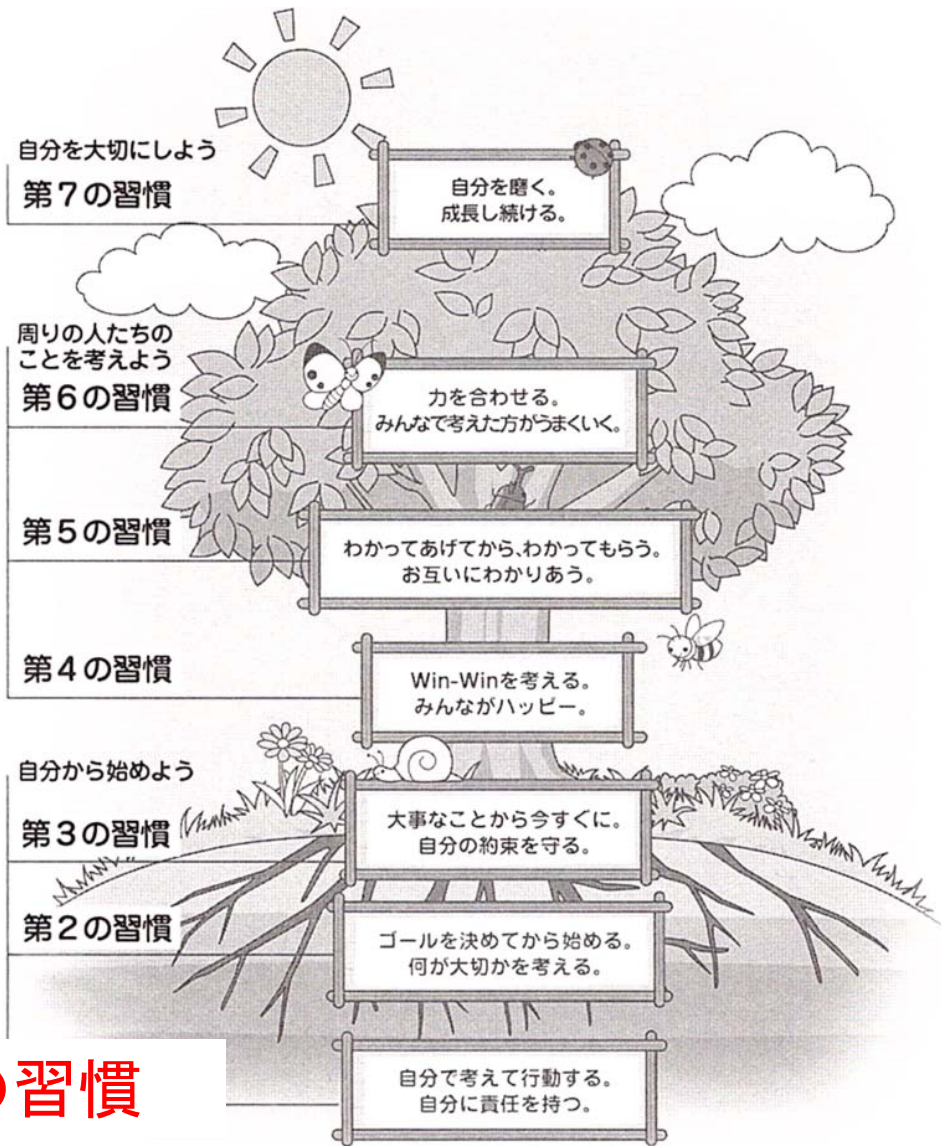 自分を大切にしよう
第7の習慣
自分を磨く。
成長し続ける。
周りの人たちの
ことを考えよう
第6の習慣
力を合わせる。
みんなで考えた方がうまくいく。
第5の習慣
わかってあげてから、わかってもらう。
お互いにわかりあう。
第4の習慣
Win-Winを考える。
みんながハッピー。
自分から始めよう
第3の習慣
大事なことから今すぐに。
自分の約束を守る。
第2の習慣
ゴールを決めてから始める。
何が大切かを考える。
の習慣
自分で考えて行動する。
自分に責任を持つ。